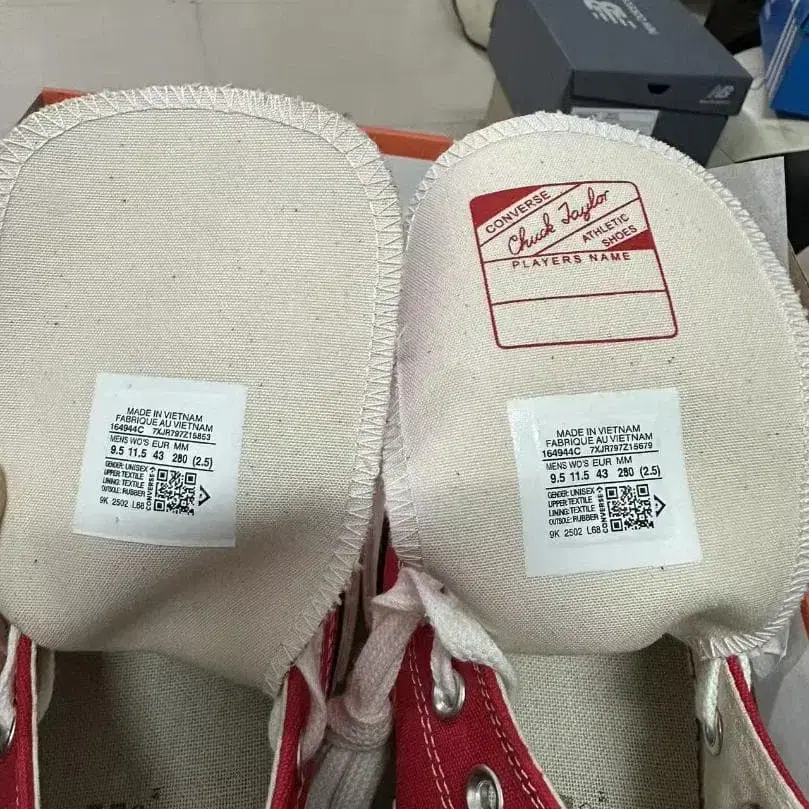 MADE IN VIETNAM
FABRIQUE AU VIETNAM
164944C 7XJR797Z15853
MENS WO'S EUR MM
9.5 11.5 43 280 (2.5)
GENDER: UNISEX
UPPER: TEXTILE
LINING: TEXTILE
OUTSOLE: RUBBER
CONVERSE
9K 2502 L68
CONVERSE
Chuck Taylor
ATHLETIC
SHOES
PLAYERS NAME
MADE IN VIETNAM
FABRIQUE AU VIETNAM
164944C 7XJR797Z15679
MENS WO'S EUR MM
9.5 11.5 43 280 (2.5)
GENDER: UNISEX
UPPER: TEXTILE
LINING: TEXTILE
OUTSOLE: RUBBER
CONVERSE
9K 2502 L68
NB